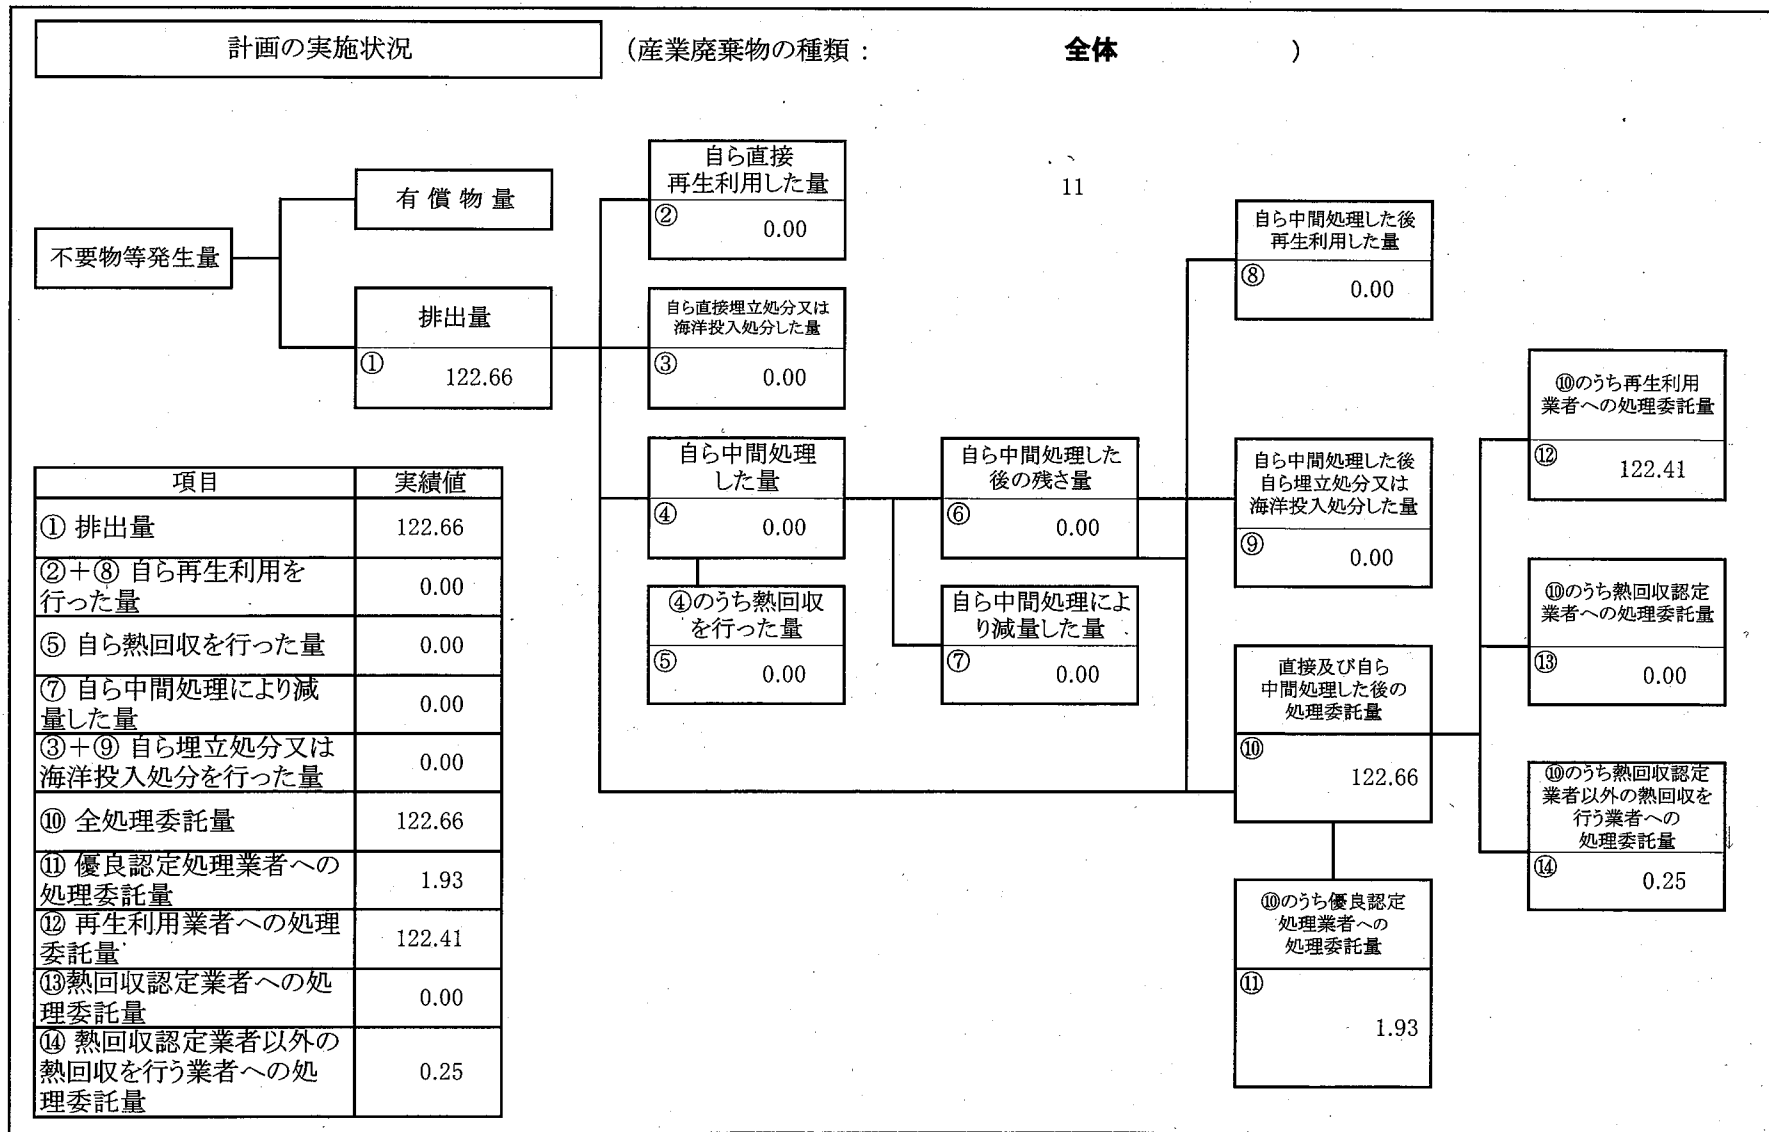 計画の実施状況
(産業廃棄物の種類： 全体 )
11
不要物等発生量
有 償 物 量
排出量
① 122.66
自ら直接
再生利用した量
② 0.00
自ら直接埋立処分又は
海洋投入処分した量
③ 0.00
自ら中間処理
した量
④ 0.00
④のうち熱回収
を行った量
⑤ 0.00
自ら中間処理した
後の残さ量
⑥ 0.00
自ら中間処理によ
り減量した量
⑦ 0.00
自ら中間処理した後
再生利用した量
⑧ 0.00
自ら中間処理した後
自ら埋立処分又は
海洋投入処分した量
⑨ 0.00
直接及び自ら
中間処理した後の
処理委託量
⑩ 122.66
⑩のうち優良認定
処理業者への
処理委託量
⑪ 1.93
⑩のうち再生利用
業者への処理委託量
⑫ 122.41
⑩のうち熱回収認定
業者への処理委託量
⑬ 0.00
⑩のうち熱回収認定
業者以外の熱回収を
行う業者への
処理委託量
⑭ 0.25
項目 実績値
① 排出量 122.66
②＋⑧ 自ら再生利用を
行った量 0.00
⑤ 自ら熱回収を行った量 0.00
⑦ 自ら中間処理により減
量した量 0.00
③＋⑨ 自ら埋立処分又は
海洋投入処分を行った量 0.00
⑩ 全処理委託量 122.66
⑪ 優良認定処理業者への
処理委託量 1.93
⑫ 再生利用業者への処理
委託量 122.41
⑬熱回収認定業者への処
理委託量 0.00
⑭ 熱回収認定業者以外の
熱回収を行う業者への処
理委託量 0.25